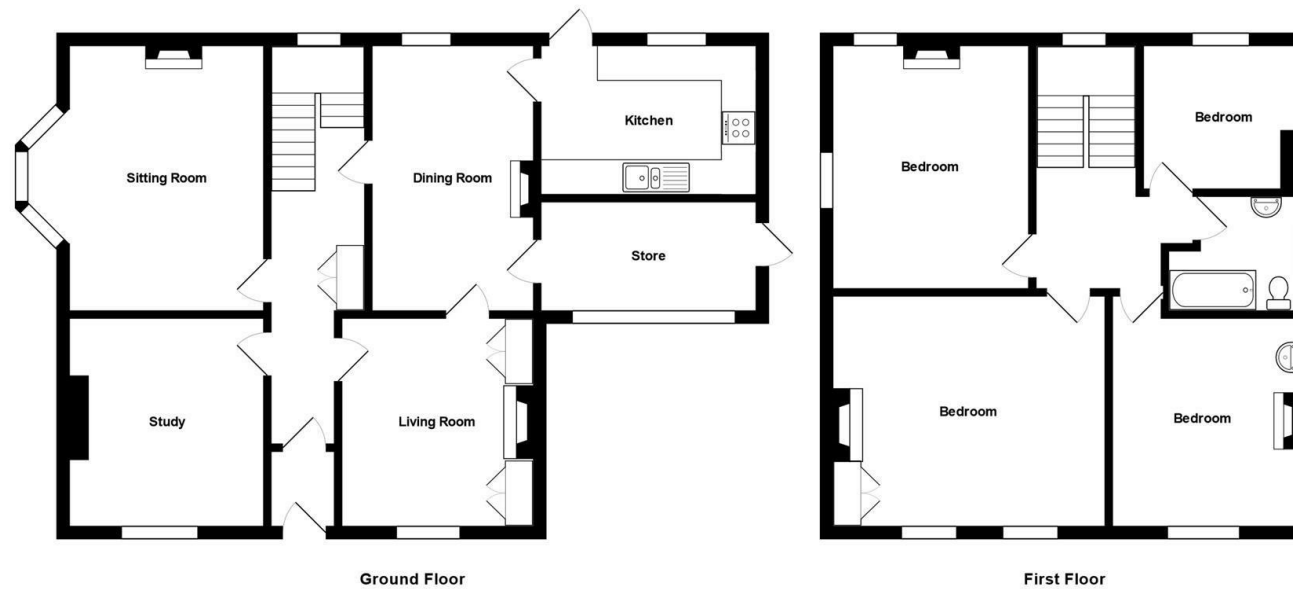 Sitting Room
Dining Room
Kitchen
Store
Study
Living Room
Ground Floor
Bedroom
Bedroom
Bedroom
Bedroom
First Floor